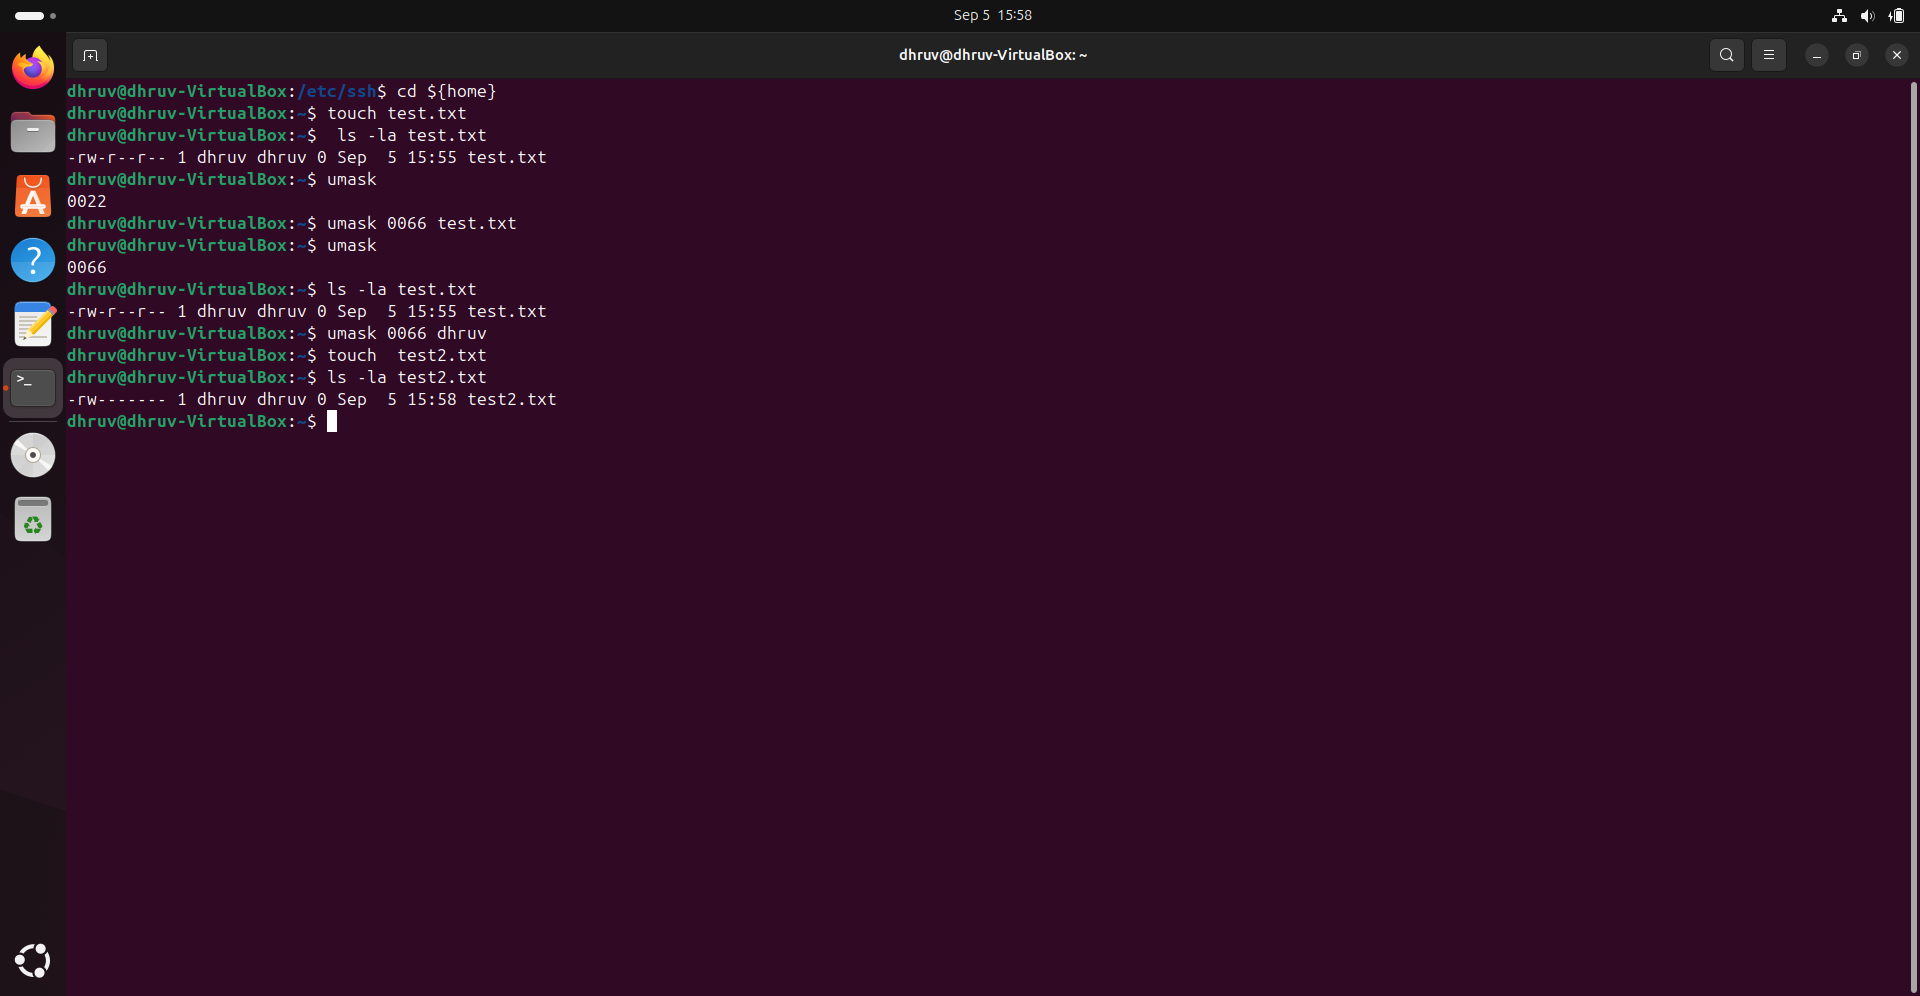 Sep 5  15:58
dhruv@dhruv-VirtualBox: ~
dhruv@dhruv-VirtualBox:/etc/ssh$ cd ${home}
dhruv@dhruv-VirtualBox:~$ touch test.txt
dhruv@dhruv-VirtualBox:~$  ls -la test.txt
-rw-r--r-- 1 dhruv dhruv 0 Sep  5 15:55 test.txt
dhruv@dhruv-VirtualBox:~$ umask
0022
dhruv@dhruv-VirtualBox:~$ umask 0066 test.txt
dhruv@dhruv-VirtualBox:~$ umask
0066
dhruv@dhruv-VirtualBox:~$ ls -la test.txt
-rw-r--r-- 1 dhruv dhruv 0 Sep  5 15:55 test.txt
dhruv@dhruv-VirtualBox:~$ umask 0066 dhruv
dhruv@dhruv-VirtualBox:~$ touch  test2.txt
dhruv@dhruv-VirtualBox:~$ ls -la test2.txt
-rw------- 1 dhruv dhruv 0 Sep  5 15:58 test2.txt
dhruv@dhruv-VirtualBox:~$